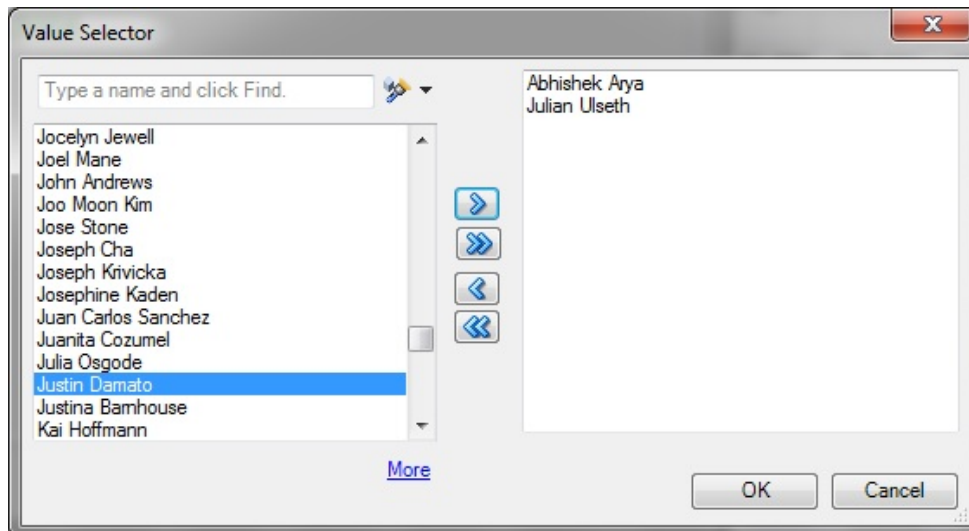 Value Selector
Type a name and click Find.
Jocelyn Jewell
Joel Mane
John Andrews
Joo Moon Kim
Jose Stone
Joseph Cha
Joseph Krivicka
Josephine Kaden
Juan Carlos Sanchez
Juanita Cozumel
Julia Osgode
Justin Damato
Justina Barnhouse
Kai Hoffmann
More
Abhishek Arya
Julian Ulseth
OK
Cancel